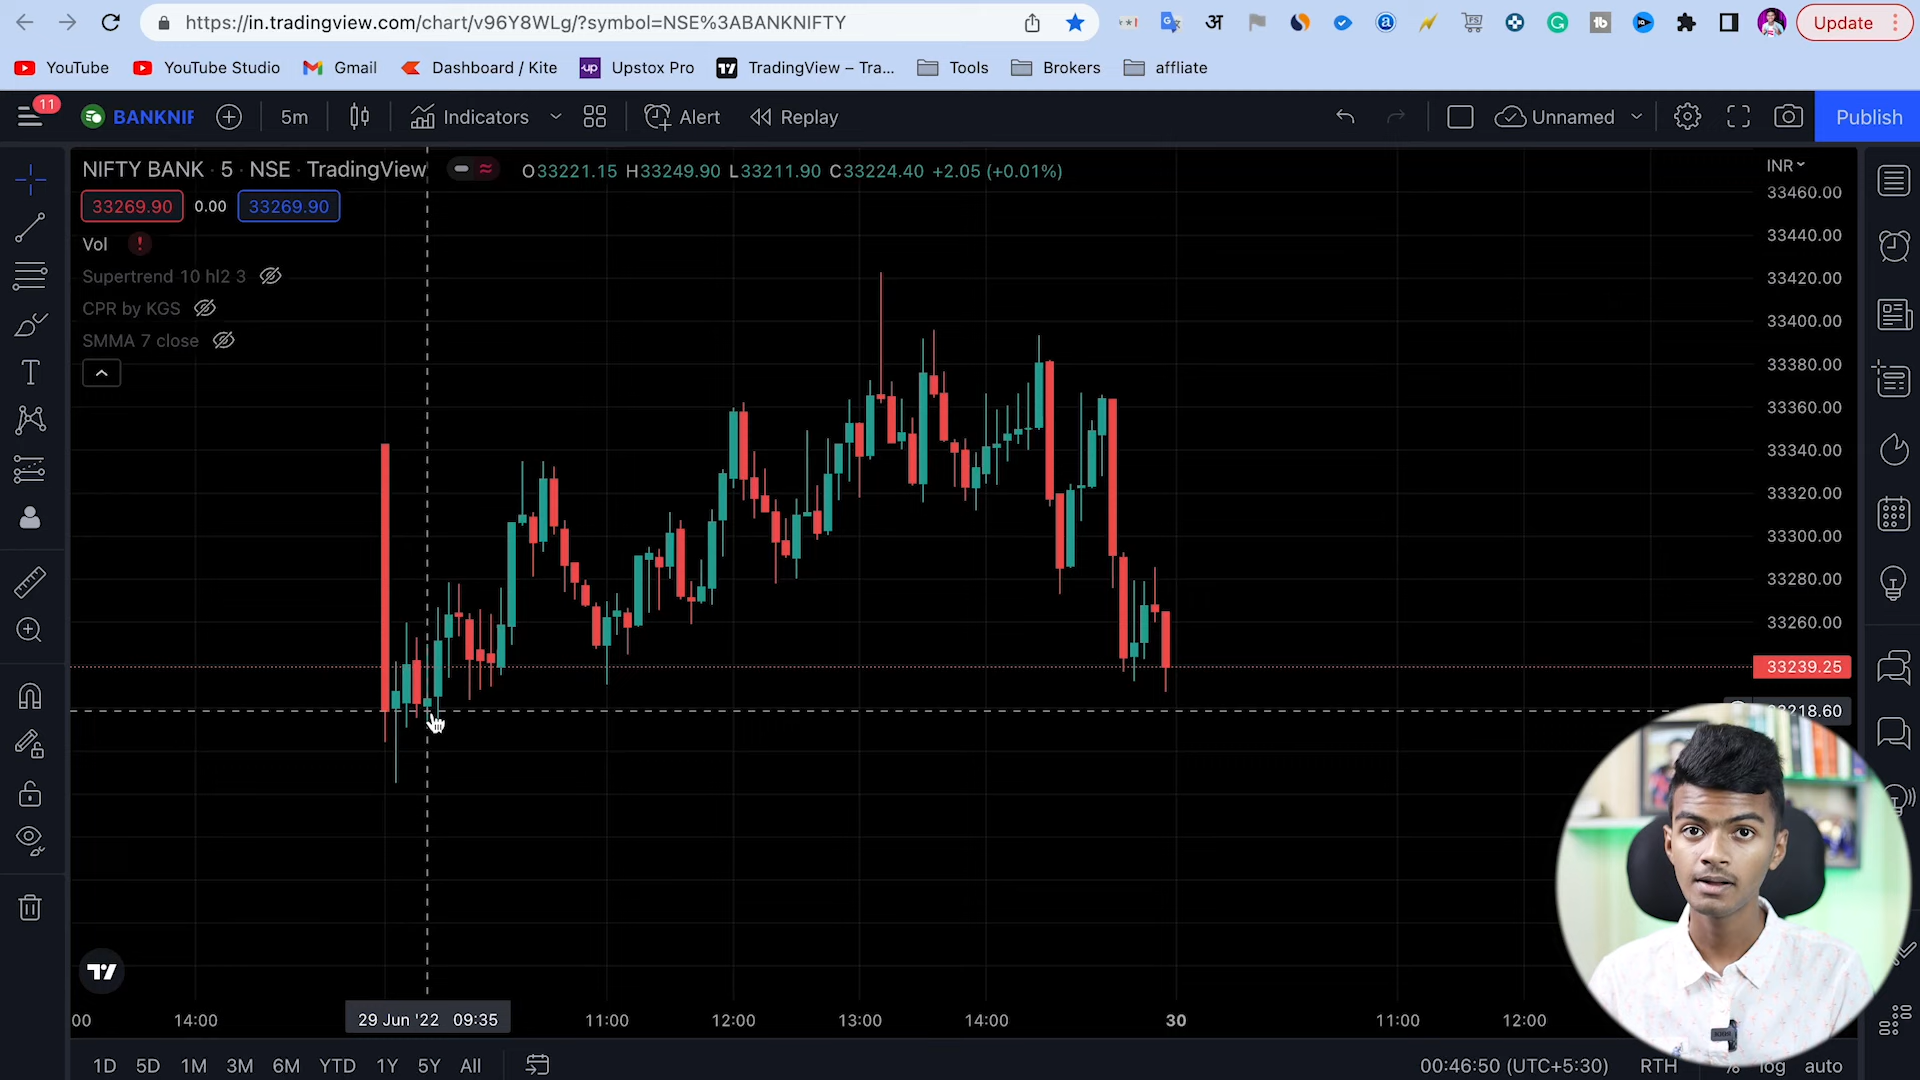 https://in.tradingview.com/chart/v96Y8WLg/?symbol=NSE%3ABANKNIFTY
अ
Update
YouTube
YouTube Studio
Gmail
Dashboard / Kite
up
Upstox Pro
TradingView – Tra...
Tools
Brokers
affliate
11
BANKNIF
5m
Indicators
Alert
Replay
Unnamed
Publish
NIFTY BANK · 5 · NSE · TradingView
O33221.15 H33249.90 L33211.90 C33224.40 +2.05 (+0.01%)
INR
33269.90
0.00
33269.90
Vol
Supertrend 10 hl2 3
CPR by KGS
SMMA 7 close
33460.00
33440.00
33420.00
33400.00
33380.00
33360.00
33340.00
33320.00
33300.00
33280.00
33260.00
33239.25
218.60
00
14:00
29 Jun '22 09:35
11:00
12:00
13:00
14:00
30
11:00
12:00
1D
5D
1M
3M
6M
YTD
1Y
5Y
All
00:46:50 (UTC+5:30)
RTH
%
log
auto